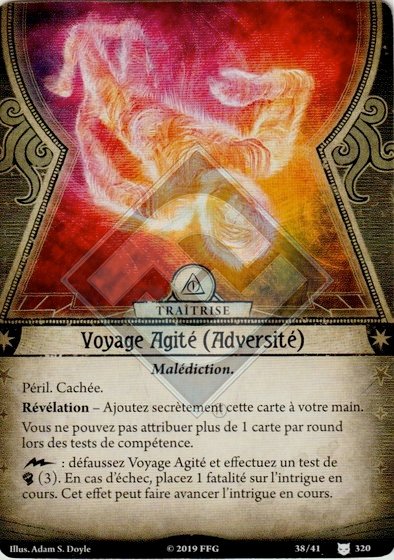 TRAÎTRISE
Voyage Agité (Adversité)
Malédiction.
Péril. Cachée.
Révélation – Ajoutez secrètement cette carte à votre main.
Vous ne pouvez pas attribuer plus de 1 carte par round
lors des tests de compétence.
: défaussez Voyage Agité et effectuez un test de
(3). En cas d'échec, placez 1 fatalité sur l'intrigue en
cours. Cet effet peut faire avancer l'intrigue en cours.
Illus. Adam S. Doyle © 2019 FFG 38/41 320